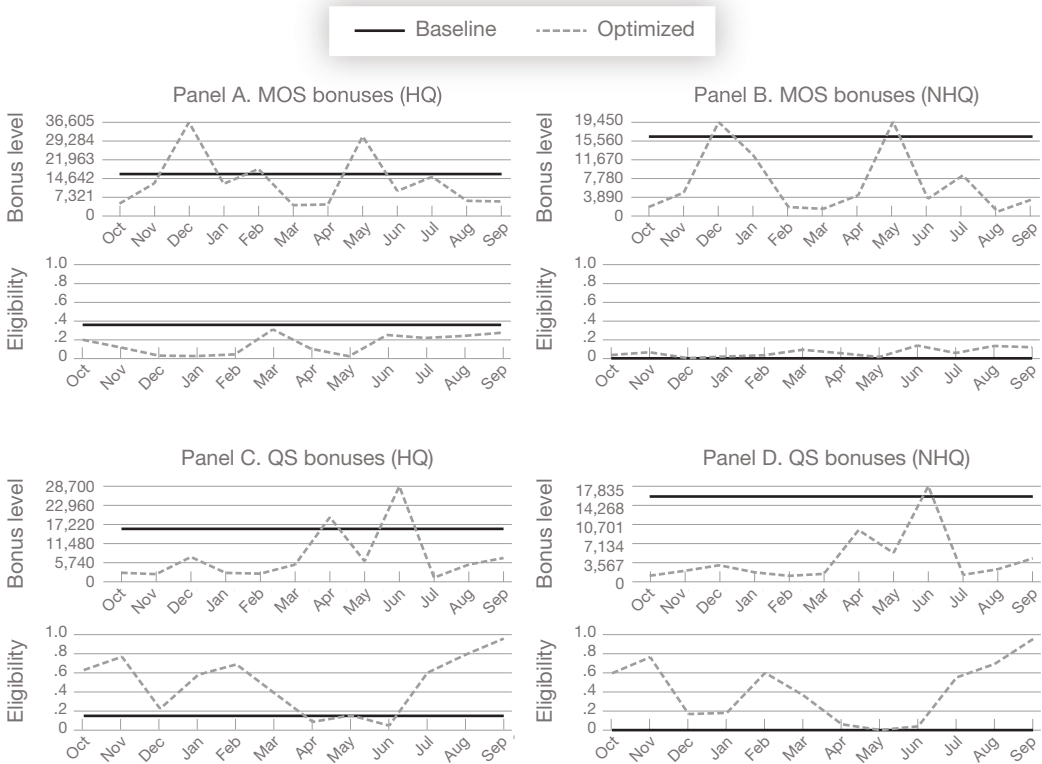 Baseline Optimized
Panel A. MOS bonuses (HQ)
Bonus level
36,605
29,284
21,963
14,642
7,321
0
Oct Nov Dec Jan Feb Mar Apr May Jun Jul Aug Sep
Eligibility
1.0
.8
.6
.4
.2
0
Oct Nov Dec Jan Feb Mar Apr May Jun Jul Aug Sep
Panel B. MOS bonuses (NHQ)
Bonus level
19,450
15,560
11,670
7,780
3,890
0
Oct Nov Dec Jan Feb Mar Apr May Jun Jul Aug Sep
Eligibility
1.0
.8
.6
.4
.2
0
Oct Nov Dec Jan Feb Mar Apr May Jun Jul Aug Sep
Panel C. QS bonuses (HQ)
Bonus level
28,700
22,960
17,220
11,480
5,740
0
Oct Nov Dec Jan Feb Mar Apr May Jun Jul Aug Sep
Eligibility
1.0
.8
.6
.4
.2
0
Oct Nov Dec Jan Feb Mar Apr May Jun Jul Aug Sep
Panel D. QS bonuses (NHQ)
Bonus level
17,835
14,268
10,701
7,134
3,567
0
Oct Nov Dec Jan Feb Mar Apr May Jun Jul Aug Sep
Eligibility
1.0
.8
.6
.4
.2
0
Oct Nov Dec Jan Feb Mar Apr May Jun Jul Aug Sep